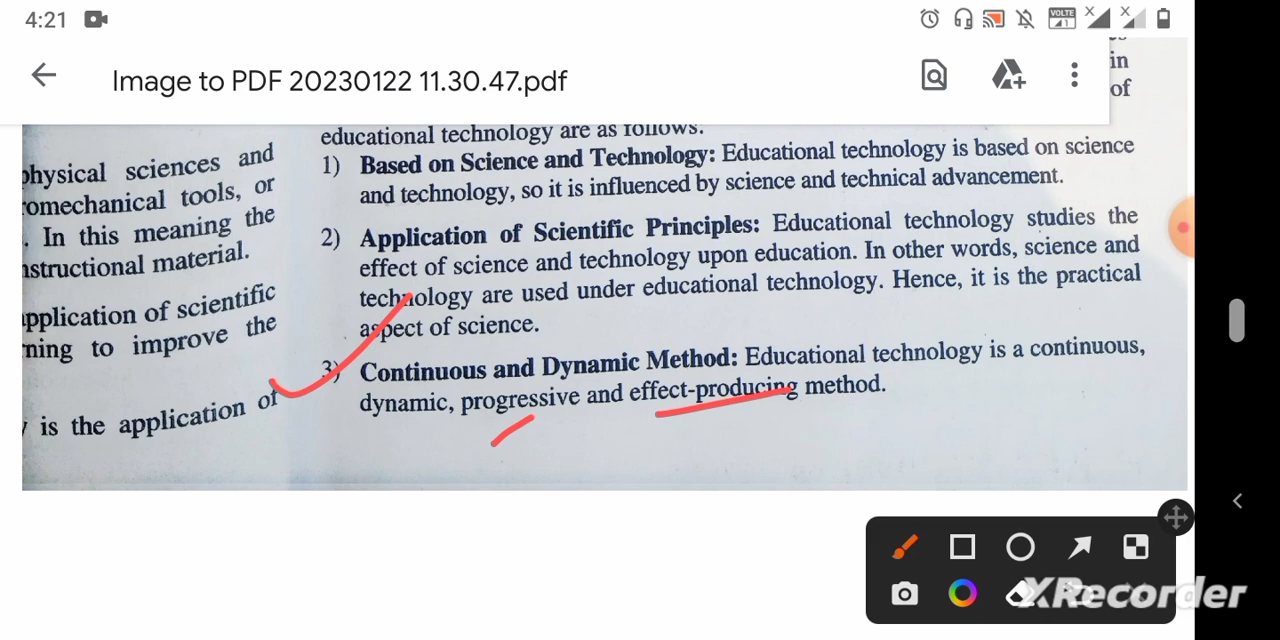 4:21
VOLTE
Image to PDF 20230122 11.30.47.pdf
in
of
physical sciences and
romechanical tools, or
. In this meaning the
nstructional material.
application of scientific
ning to improve the
is the application of
educational technology are as follows:
1) Based on Science and Technology: Educational technology is based on science
and technology, so it is influenced by science and technical advancement.
2) Application of Scientific Principles: Educational technology studies the
effect of science and technology upon education. In other words, science and
technology are used under educational technology. Hence, it is the practical
aspect of science.
3) Continuous and Dynamic Method: Educational technology is a continuous,
dynamic, progressive and effect-producing method.
XRecorder